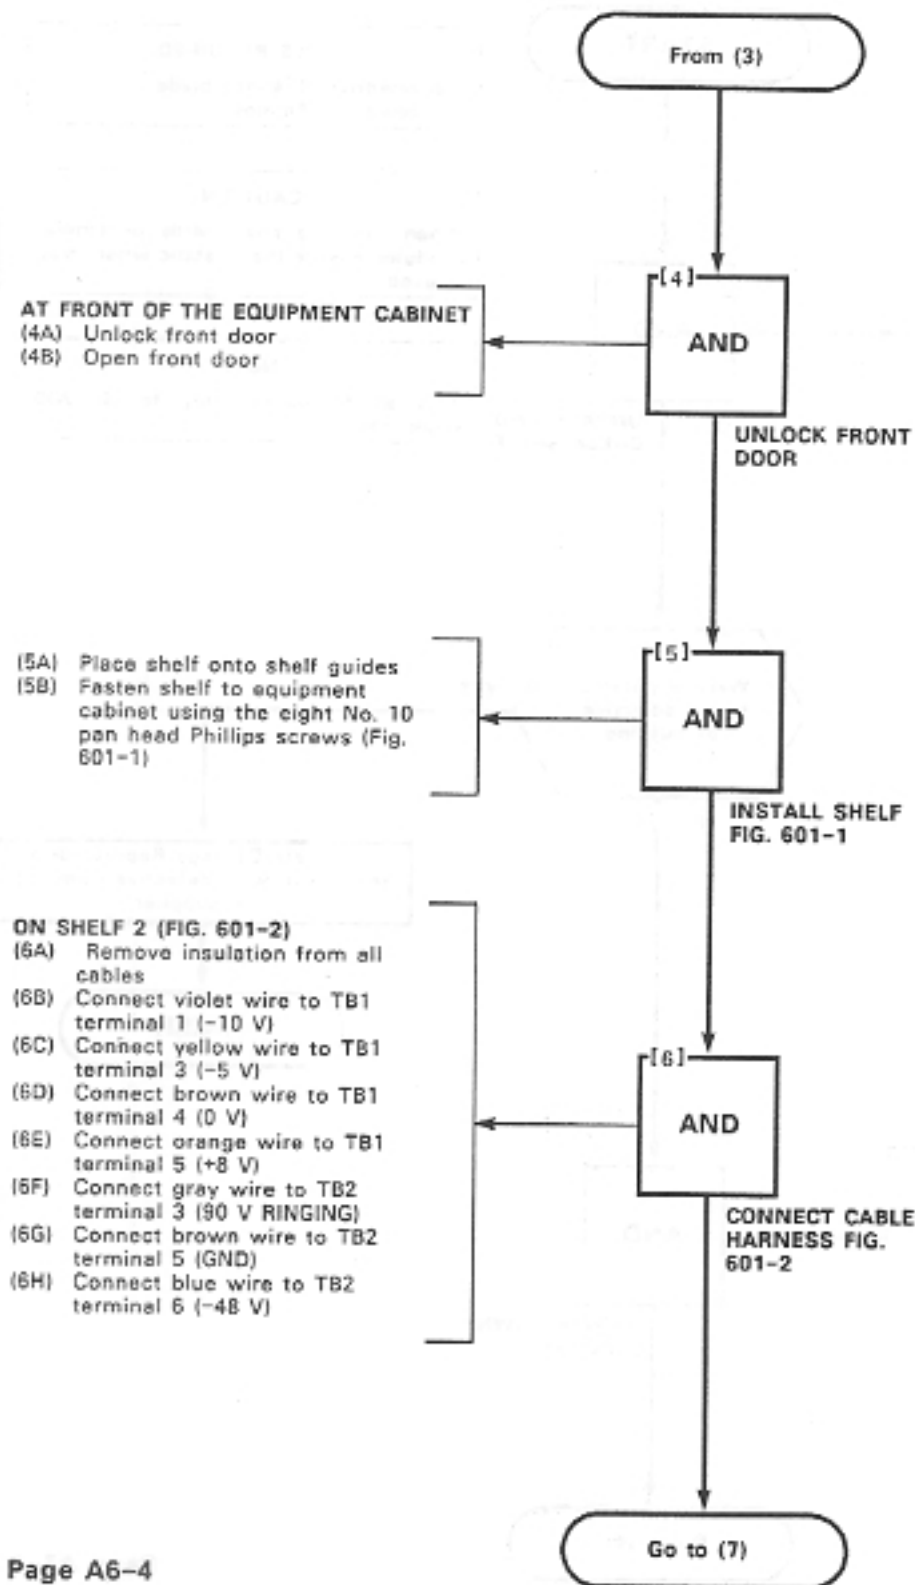 From (3)
[4]
AND
AT FRONT OF THE EQUIPMENT CABINET
(4A) Unlock front door
(4B) Open front door
UNLOCK FRONT
DOOR
[5]
AND
(5A) Place shelf onto shelf guides
(5B) Fasten shelf to equipment
cabinet using the eight No. 10
pan head Phillips screws (Fig.
601-1)
INSTALL SHELF
FIG. 601-1
[6]
AND
ON SHELF 2 (FIG. 601-2)
(6A) Remove insulation from all
cables
(6B) Connect violet wire to TB1
terminal 1 (-10 V)
(6C) Connect yellow wire to TB1
terminal 3 (-5 V)
(6D) Connect brown wire to TB1
terminal 4 (0 V)
(6E) Connect orange wire to TB1
terminal 5 (+8 V)
(6F) Connect gray wire to TB2
terminal 3 (90 V RINGING)
(6G) Connect brown wire to TB2
terminal 5 (GND)
(6H) Connect blue wire to TB2
terminal 6 (-48 V)
CONNECT CABLE
HARNESS FIG.
601-2
Go to (7)
Page A6-4